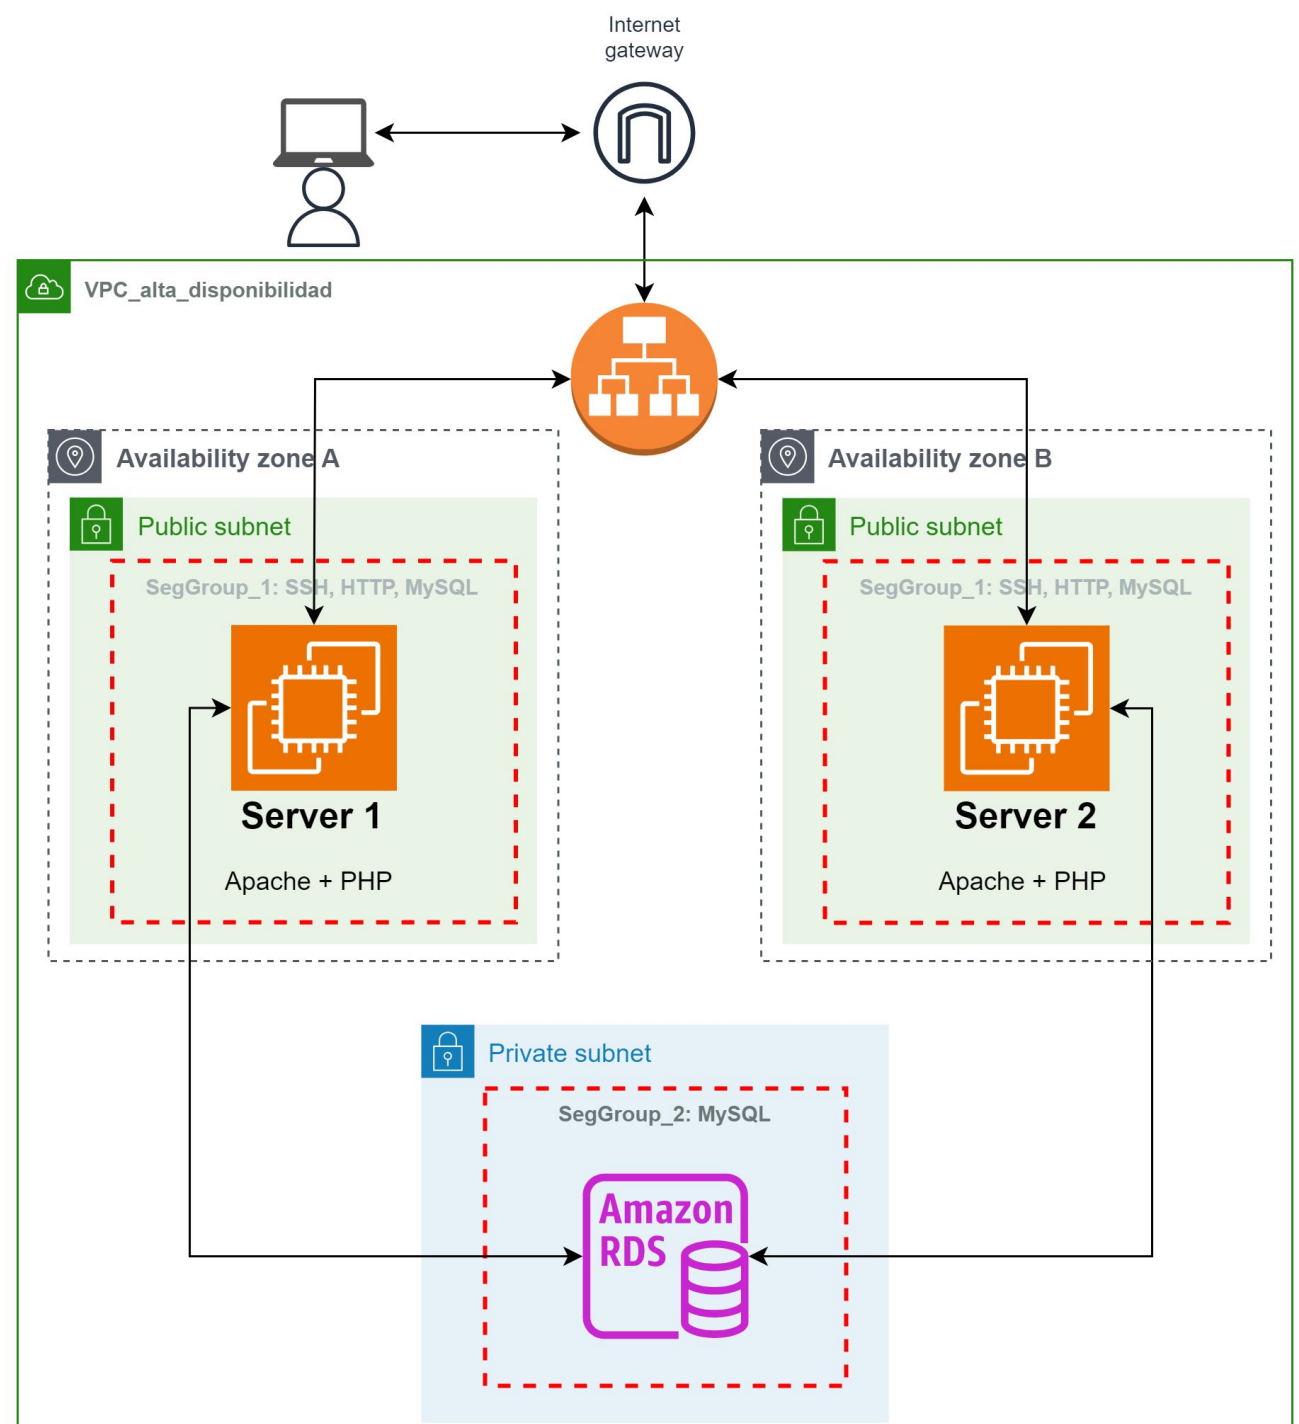 Internet
gateway
VPC_alta_disponibilidad
Availability zone A
Availability zone B
Public subnet
Public subnet
SegGroup_1: SSH, HTTP, MySQL
SegGroup_1: SSH, HTTP, MySQL
Server 1
Server 2
Apache + PHP
Apache + PHP
Private subnet
SegGroup_2: MySQL
Amazon
RDS